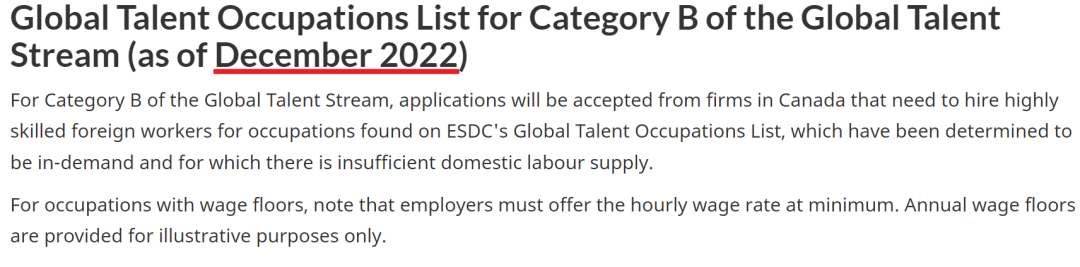 Global Talent Occupations List for Category B of the Global Talent
Stream (as of December 2022)
For Category B of the Global Talent Stream, applications will be accepted from firms in Canada that need to hire highly
skilled foreign workers for occupations found on ESDC's Global Talent Occupations List, which have been determined to
be in-demand and for which there is insufficient domestic labour supply.
For occupations with wage floors, note that employers must offer the hourly wage rate at minimum. Annual wage floors
are provided for illustrative purposes only.